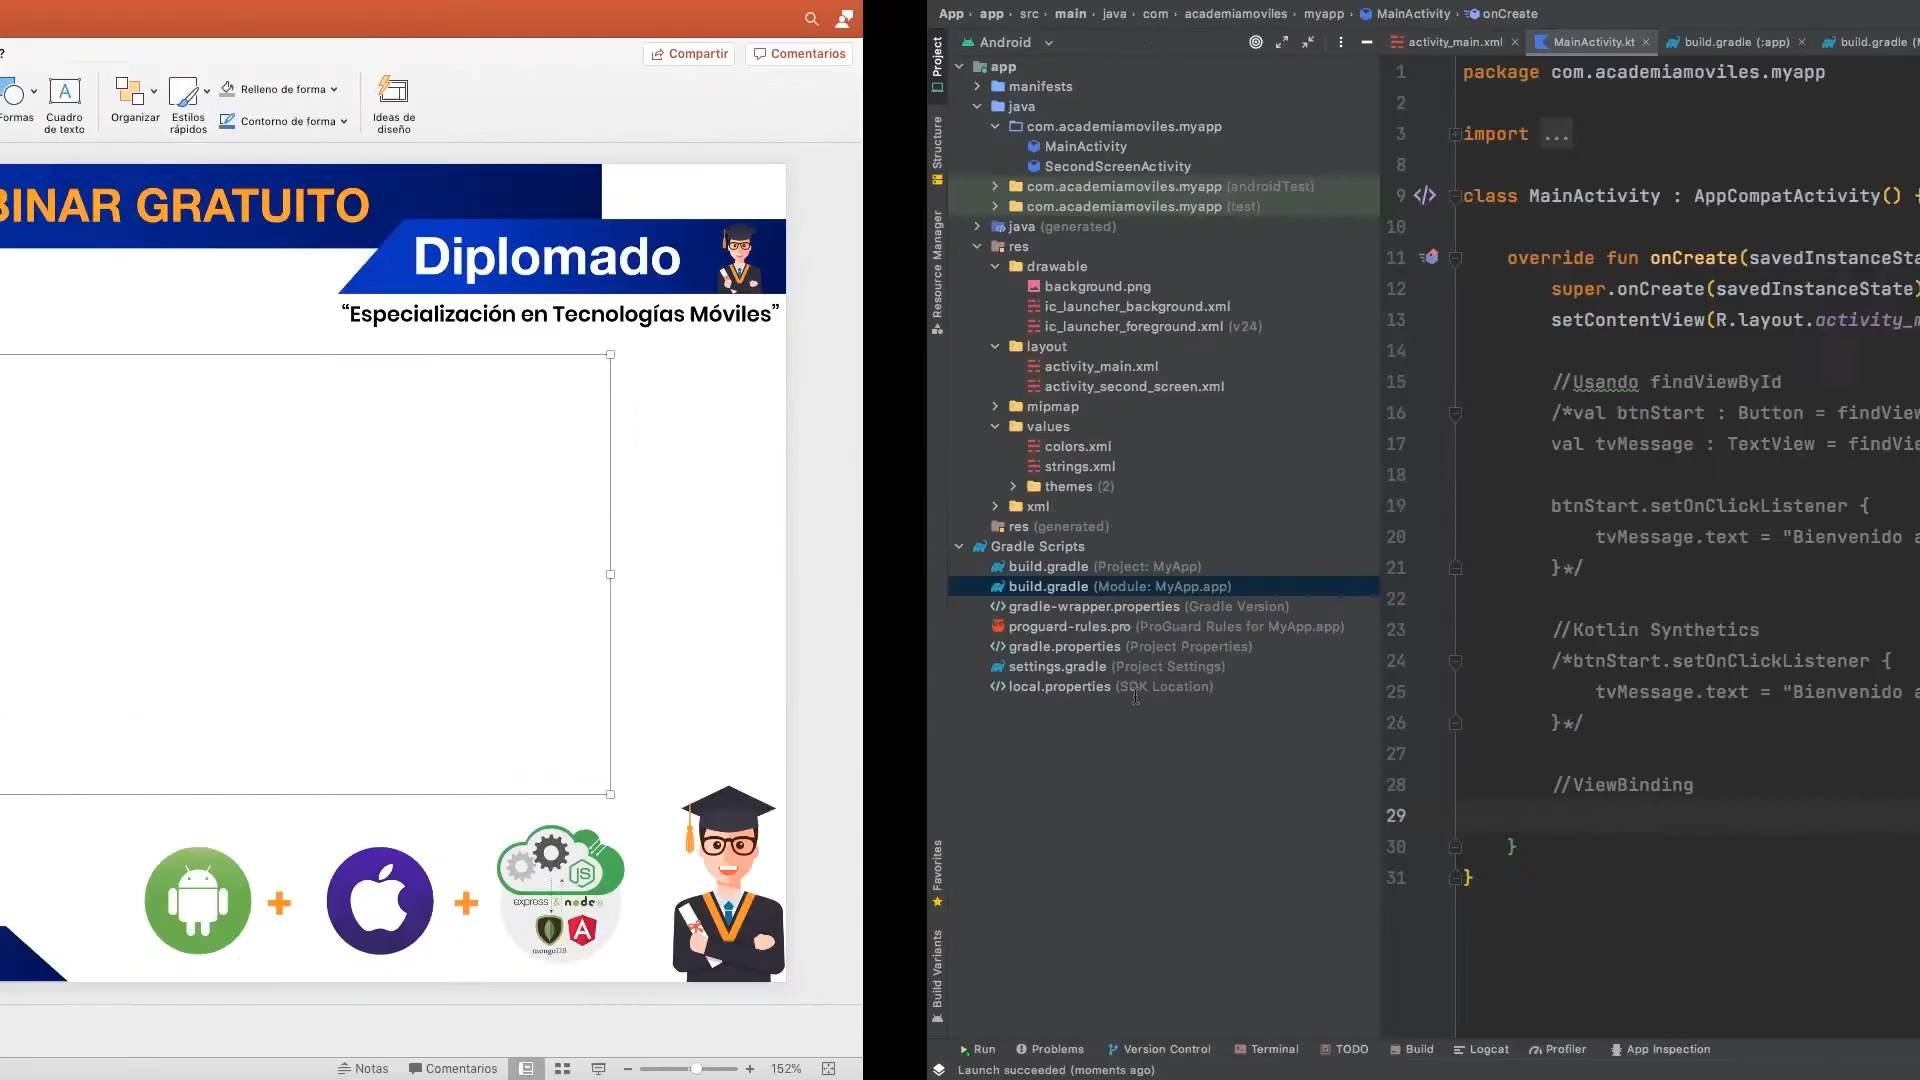 ?
Compartir
Comentarios
Formas
Cuadro
de texto
Organizar
Estilos
rápidos
Relleno de forma
Contorno de forma
Ideas de
diseño
BINAR GRATUITO
Diplomado
“Especialización en Tecnologías Móviles”
+
+
JS
express &
node
mongoDB
A
Notas
Comentarios
152%
App
app
src
main
java
com
academiamoviles
myapp
MainActivity
onCreate
Project
Structure
Resource Manager
Favorites
Build Variants
Android
app
manifests
java
com.academiamoviles.myapp
MainActivity
SecondScreenActivity
com.academiamoviles.myapp (androidTest)
com.academiamoviles.myapp (test)
java (generated)
res
drawable
background.png
ic_launcher_background.xml
ic_launcher_foreground.xml (v24)
layout
activity_main.xml
activity_second_screen.xml
mipmap
values
colors.xml
strings.xml
themes (2)
xml
res (generated)
Gradle Scripts
build.gradle (Project: MyApp)
build.gradle (Module: MyApp.app)
gradle-wrapper.properties (Gradle Version)
proguard-rules.pro (ProGuard Rules for MyApp.app)
gradle.properties (Project Properties)
settings.gradle (Project Settings)
local.properties (SDK Location)
activity_main.xml
MainActivity.kt
build.gradle (:app)
build.gradle (
1 package com.academiamoviles.myapp
2
3 import ...
8
9 class MainActivity : AppCompatActivity() {
10
11 override fun onCreate(savedInstanceSta
12 super.onCreate(savedInstanceState)
13 setContentView(R.layout.activity_m
14
15 //Usando findViewById
16 /*val btnStart : Button = findView
17 val tvMessage : TextView = findVie
18
19 btnStart.setOnClickListener {
20 tvMessage.text = "Bienvenido a
21 }*/
22
23 //Kotlin Synthetics
24 /*btnStart.setOnClickListener {
25 tvMessage.text = "Bienvenido a
26 }*/
27
28 //ViewBinding
29
30 }
31 }
Run
Problems
Version Control
Terminal
TODO
Build
Logcat
Profiler
App Inspection
Launch succeeded (moments ago)